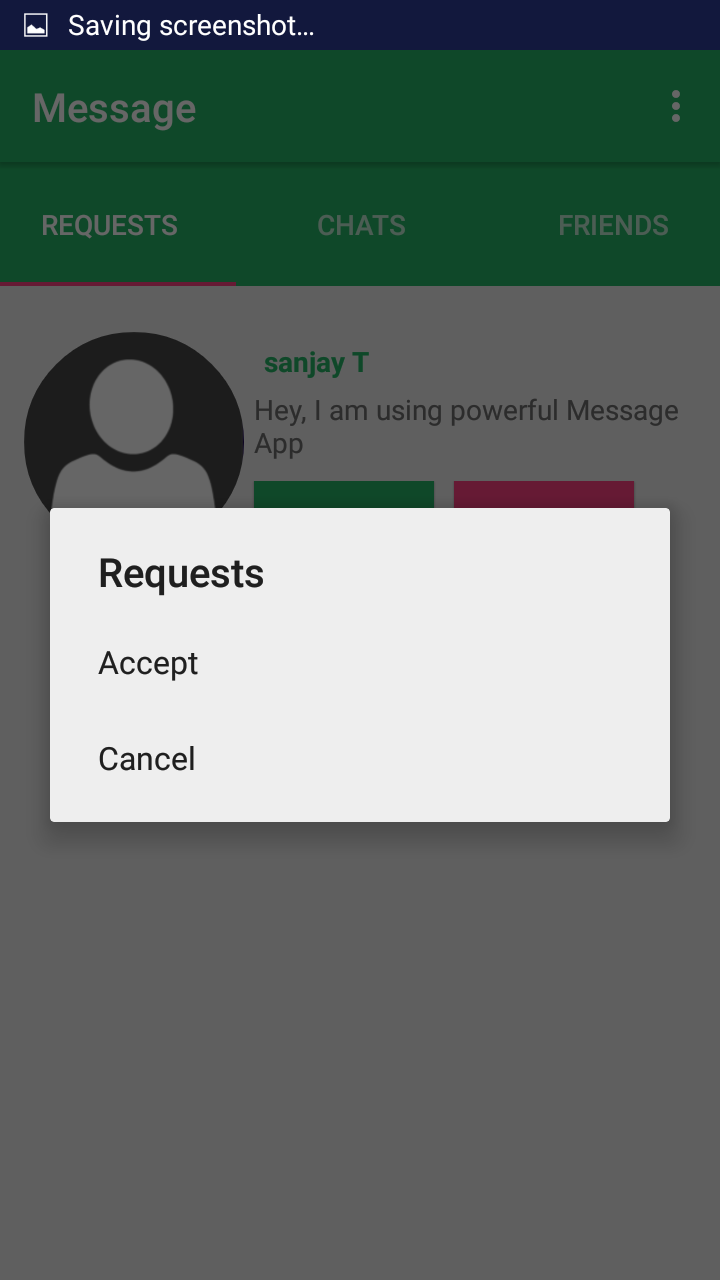 Saving screenshot...
Message
REQUESTS CHATS FRIENDS
sanjay T
Hey, I am using powerful Message
App
Requests
Accept
Cancel